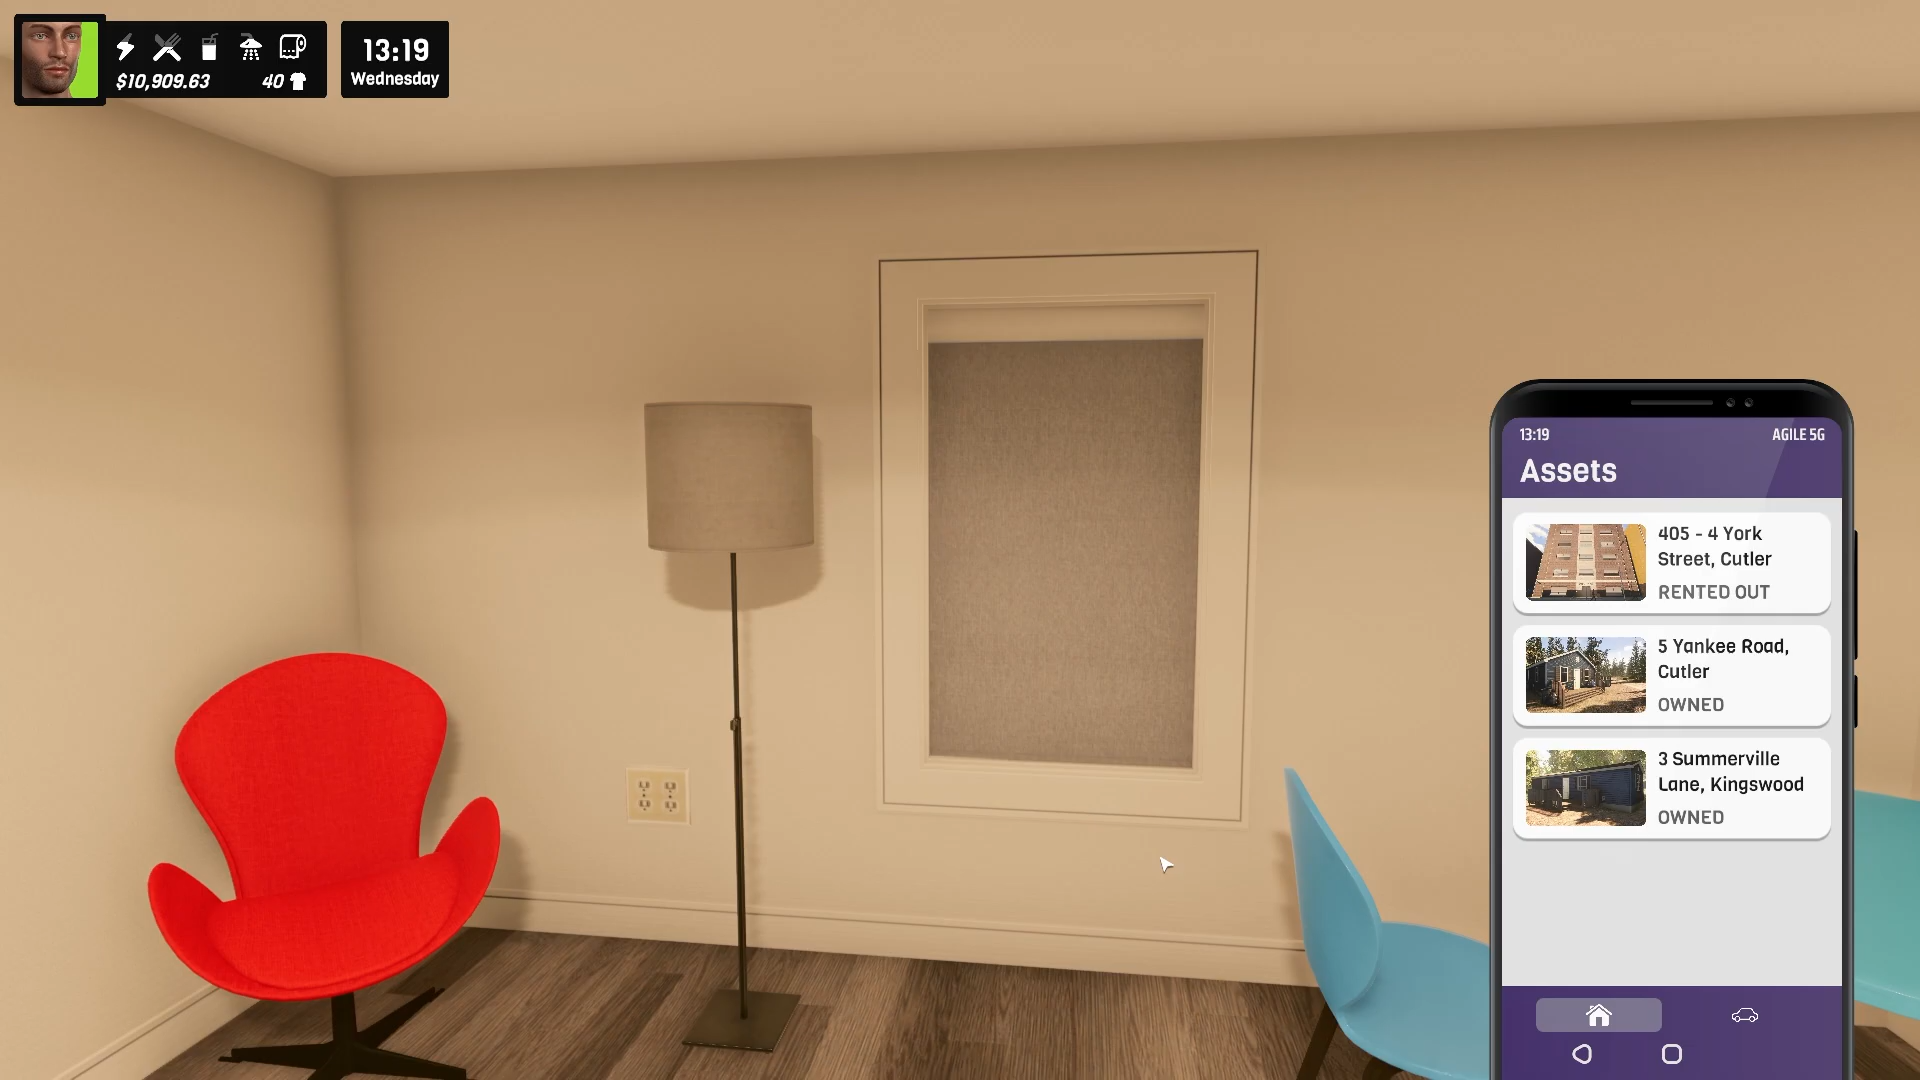 $10,909.63
40
13:19
Wednesday
13:19
AGILE 5G
Assets
405 - 4 York
Street, Cutler
RENTED OUT
5 Yankee Road,
Cutler
OWNED
3 Summerville
Lane, Kingswood
OWNED